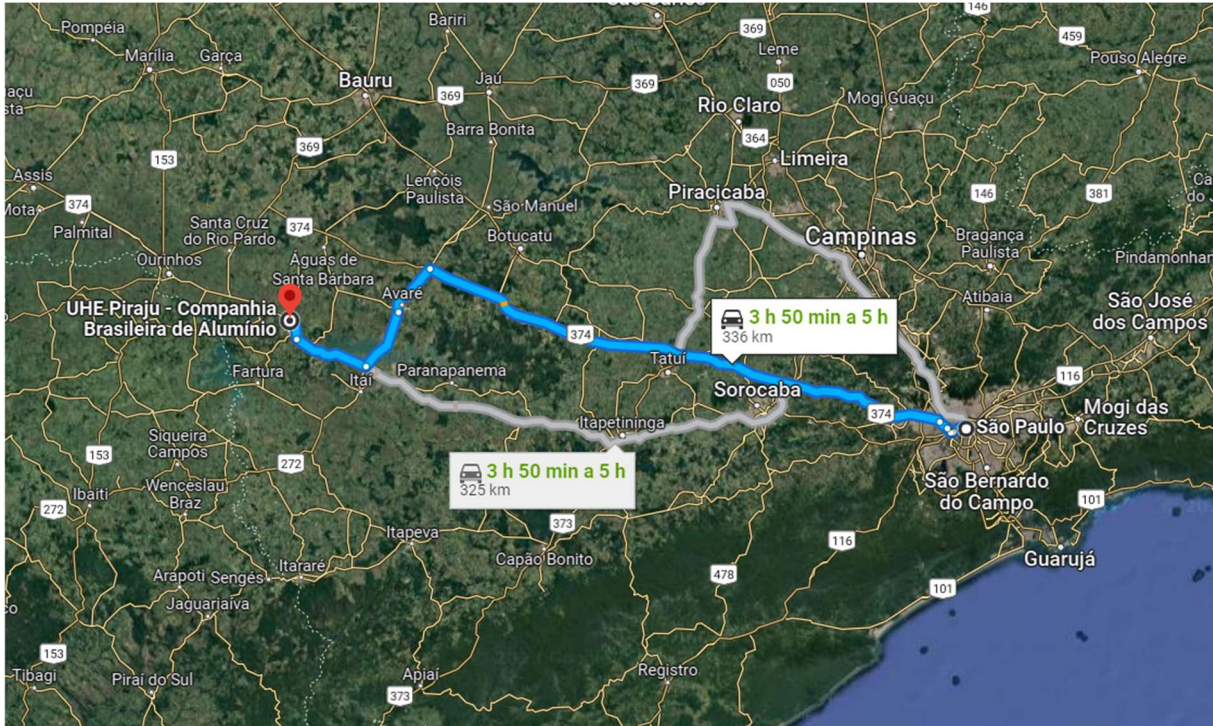 São Carlos
146
Pompéia
Bariri
369
Leme
459
Marília
Garça
Pouso Alegre
Bauru
Jaú
369
050
Mogi Guaçu
369
Rio Claro
Barra Bonita
364
369
Limeira
153
Assis
Lençóis
Paulista
Piracicaba
146
381
374
São Manuel
Palmital
Santa Cruz
do Rio Pardo
374
Botucatu
Campinas
Bragança
Paulista
Ourinhos
Águas de
Santa Bárbara
Avaré
Atibaia
São José
dos Campos
UHE Piraju - Companhia
Brasileira de Alumínio
3 h 50 min a 5 h
336 km
374
Tatuí
Fartura
Itaí
Paranapanema
116
Sorocaba
374
Mogi das
Cruzes
São Paulo
Itapetininga
Siqueira
Campos
153
272
3 h 50 min a 5 h
325 km
São Bernardo
do Campo
Ibaiti
Wenceslau
Braz
101
272
373
Itapeva
116
Capão Bonito
Guarujá
Itararé
Arapoti
Sengés
478
101
Jaguariaíva
153
Tibagi
Piraí do Sul
Apiaí
373
Registro